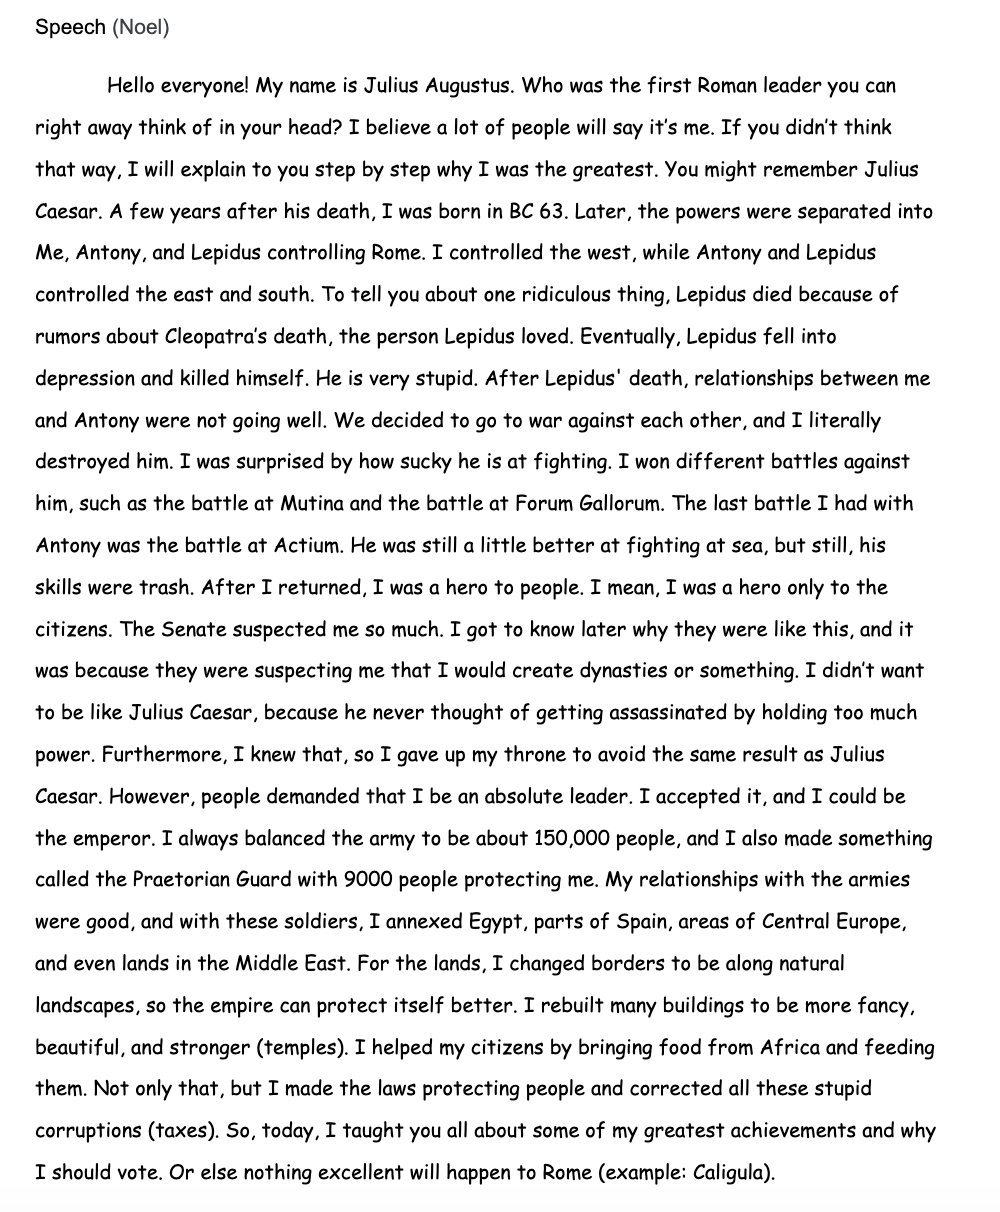 Speech (Noel)
Hello everyone! My name is Julius Augustus. Who was the first Roman leader you can
right away think of in your head? I believe a lot of people will say it's me. If you didn't think
that way, I will explain to you step by step why I was the greatest. You might remember Julius
Caesar. A few years after his death, I was born in BC 63. Later, the powers were separated into
Me, Antony, and Lepidus controlling Rome. I controlled the west, while Antony and Lepidus
controlled the east and south. To tell you about one ridiculous thing, Lepidus died because of
rumors about Cleopatra's death, the person Lepidus loved. Eventually, Lepidus fell into
depression and killed himself. He is very stupid. After Lepidus' death, relationships between me
and Antony were not going well. We decided to go to war against each other, and I literally
destroyed him. I was surprised by how sucky he is at fighting. I won different battles against
him, such as the battle at Mutina and the battle at Forum Gallorum. The last battle I had with
Antony was the battle at Actium. He was still a little better at fighting at sea, but still, his
skills were trash. After I returned, I was a hero to people. I mean, I was a hero only to the
citizens. The Senate suspected me so much. I got to know later why they were like this, and it
was because they were suspecting me that I would create dynasties or something. I didn't want
to be like Julius Caesar, because he never thought of getting assassinated by holding too much
power. Furthermore, I knew that, so I gave up my throne to avoid the same result as Julius
Caesar. However, people demanded that I be an absolute leader. I accepted it, and I could be
the emperor. I always balanced the army to be about 150,000 people, and I also made something
called the Praetorian Guard with 9000 people protecting me. My relationships with the armies
were good, and with these soldiers, I annexed Egypt, parts of Spain, areas of Central Europe,
and even lands in the Middle East. For the lands, I changed borders to be along natural
landscapes, so the empire can protect itself better. I rebuilt many buildings to be more fancy,
beautiful, and stronger (temples). I helped my citizens by bringing food from Africa and feeding
them. Not only that, but I made the laws protecting people and corrected all these stupid
corruptions (taxes). So, today, I taught you all about some of my greatest achievements and why
I should vote. Or else nothing excellent will happen to Rome (example: Caligula).